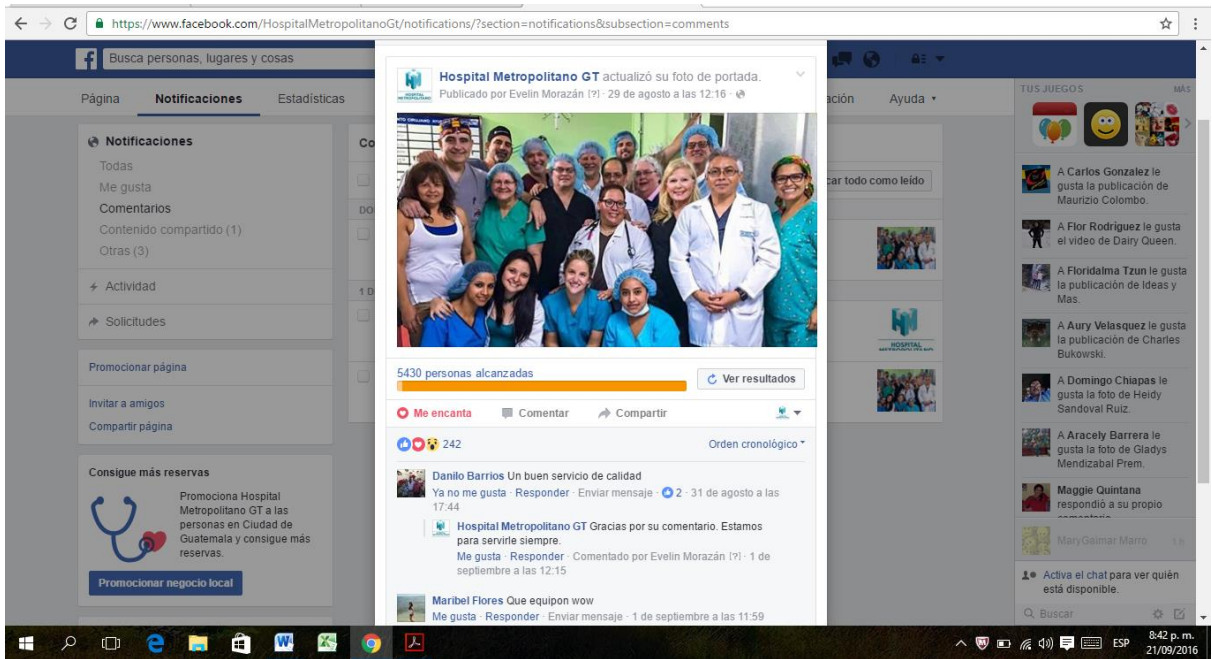 https://www.facebook.com/HospitalMetropolitanoGt/notifications/?section=notifications&subsection=comments
Busca personas, lugares y cosas
Página Notificaciones Estadísticas
ación Ayuda
Notificaciones
Todas
Me gusta
Comentarios
Contenido compartido (1)
Otras (3)
Actividad
Solicitudes
Promocionar página
Invitar a amigos
Compartir página
Consigue más reservas
Promociona Hospital
Metropolitano GT a las
personas en Ciudad de
Guatemala y consigue más
reservas.
Promocionar negocio local
Co
1 D
car todo como leído
HOSPITAL
Hospital Metropolitano GT actualizó su foto de portada.
Publicado por Evelin Morazán [?] · 29 de agosto a las 12:16 ·
5430 personas alcanzadas
Ver resultados
Me encanta Comentar Compartir
242
Orden cronológico
Danilo Barrios Un buen servicio de calidad
Ya no me gusta · Responder · Enviar mensaje · 2 · 31 de agosto a las
17:44
Hospital Metropolitano GT Gracias por su comentario. Estamos
para servirle siempre.
Me gusta · Responder · Comentado por Evelin Morazán [?] · 1 de
septiembre a las 12:15
Maribel Flores Que equipon wow
Me gusta · Responder · Enviar mensaje · 1 de septiembre a las 11:59
TUS JUEGOS MÁS
A Carlos Gonzalez le
gusta la publicación de
Maurizio Colombo.
A Flor Rodríguez le gusta
el video de Dairy Queen.
A Floridalma Tzun le gusta
la publicación de Ideas y
Mas.
A Aury Velasquez le gusta
la publicación de Charles
Bukowski.
A Domingo Chiapas le
gusta la foto de Heidy
Sandoval Ruiz.
A Aracely Barrera le
gusta la foto de Gladys
Mendizabal Prem.
Maggie Quintana
respondió a su propio
comentario
MaryGaimar Marro
Activa el chat para ver quién
está disponible.
Buscar
ESP
8:42 p. m.
21/09/2016